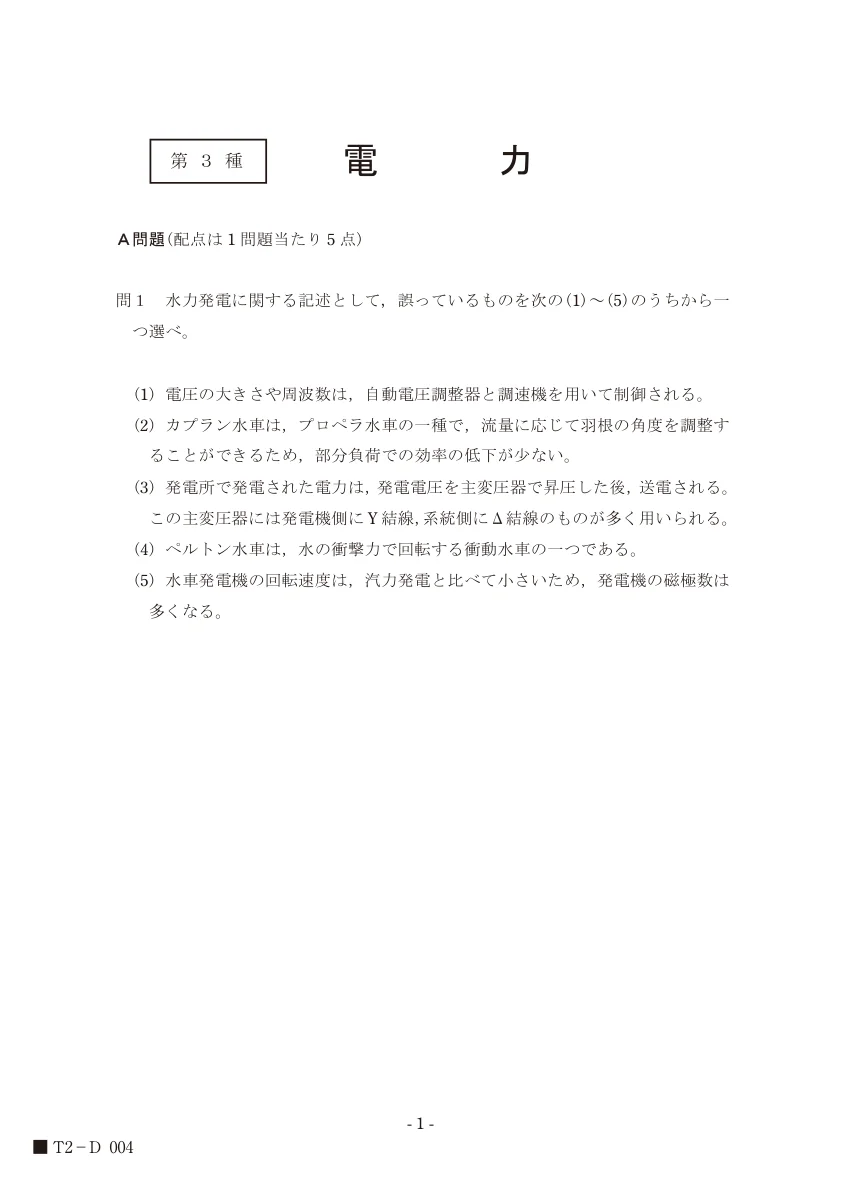 第 3 種
電 力
A問題(配点は1問題当たり5点)
問1 水力発電に関する記述として，誤っているものを次の(1)～(5)のうちから一
つ選べ。
(1) 電圧の大きさや周波数は，自動電圧調整器と調速機を用いて制御される。
(2) カプラン水車は，プロペラ水車の一種で，流量に応じて羽根の角度を調整す
ることができるため，部分負荷での効率の低下が少ない。
(3) 発電所で発電された電力は，発電電圧を主変圧器で昇圧した後，送電される。
この主変圧器には発電機側にY結線，系統側にΔ結線のものが多く用いられる。
(4) ペルトン水車は，水の衝撃力で回転する衝動水車の一つである。
(5) 水車発電機の回転速度は，汽力発電と比べて小さいため，発電機の磁極数は
多くなる。
- 1 -
■ T2－D 004